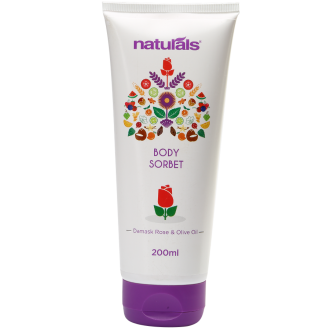 naturals
BODY
SORBET
Damask Rose & Olive Oil
200ml